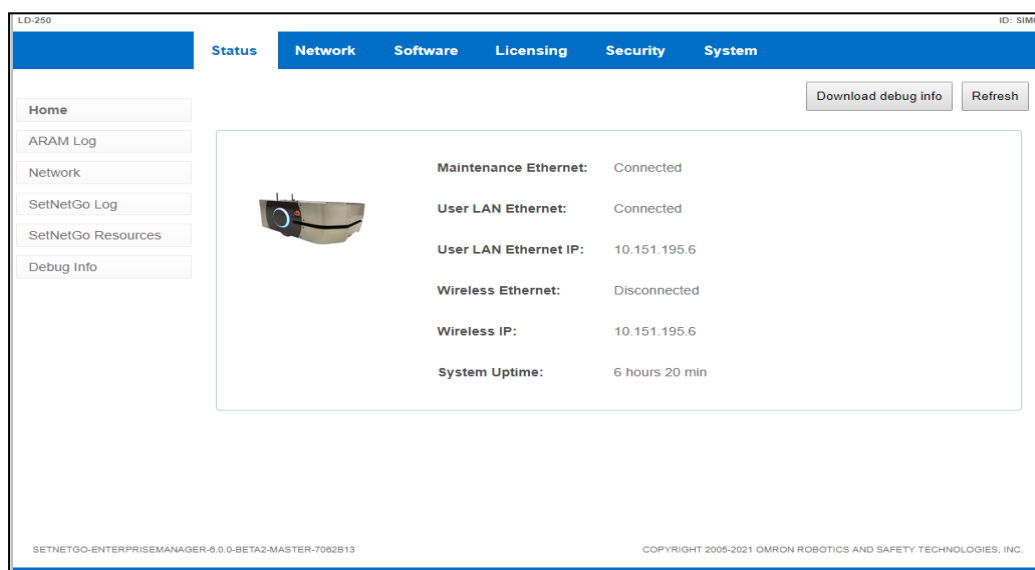 LD-250
ID: SIM
Status Network Software Licensing Security System
Download debug info Refresh
Home
ARAM Log
Network
SetNetGo Log
SetNetGo Resources
Debug Info
Maintenance Ethernet: Connected
User LAN Ethernet: Connected
User LAN Ethernet IP: 10.151.195.6
Wireless Ethernet: Disconnected
Wireless IP: 10.151.195.6
System Uptime: 6 hours 20 min
SETNETGO-ENTERPRISEMANAGER-6.0.0-BETA2-MASTER-7062B13
COPYRIGHT 2005-2021 OMRON ROBOTICS AND SAFETY TECHNOLOGIES, INC.